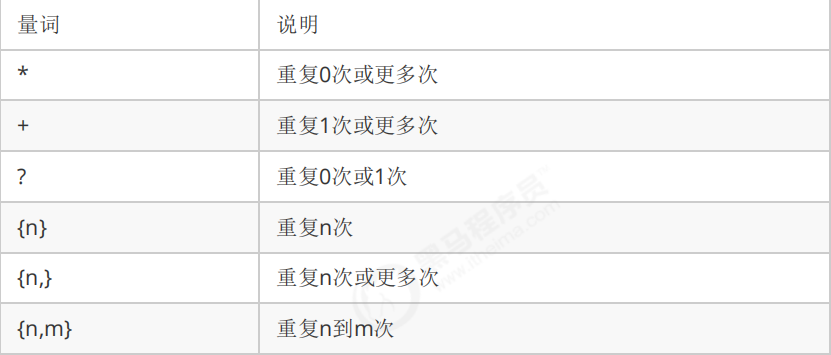 量词 说明
* 重复0次或更多次
+ 重复1次或更多次
? 重复0次或1次
{n} 重复n次
{n,} 重复n次或更多次
{n,m} 重复n到m次
黑马程序员
www.itheima.com